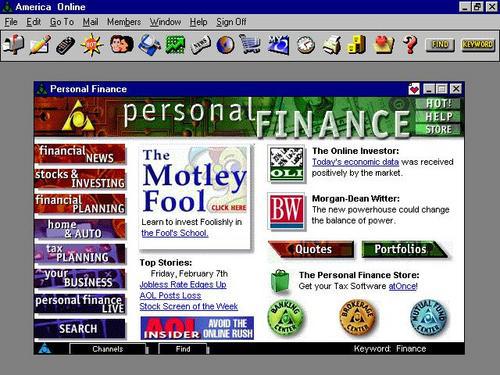 America Online
File Edit Go To Mail Members Window Help Sign Off
HOT
FIND KEYWORD
Personal Finance
personal FINANCE
HOT!
HELP
STORE
financial NEWS
stocks & INVESTING
financial PLANNING
home & AUTO
tax PLANNING
your BUSINESS
personal finance LIVE
SEARCH
The Motley Fool
CLICK HERE
Learn to invest Foolishly in
the Fool's School.
Top Stories:
Friday, February 7th
Jobless Rate Edges Up
AOL Posts Loss
Stock Screen of the Week
AOL INSIDER AVOID THE ONLINE RUSH
OLI
The Online Investor:
Today's economic data was received
positively by the market.
BW
Morgan-Dean Witter:
The new powerhouse could change
the balance of power.
Quotes Portfolios
The Personal Finance Store:
Get your Tax Software atOnce!
BANKING CENTER
BROKERAGE CENTER
MUTUAL FUND CENTER
Channels Find Keyword: Finance